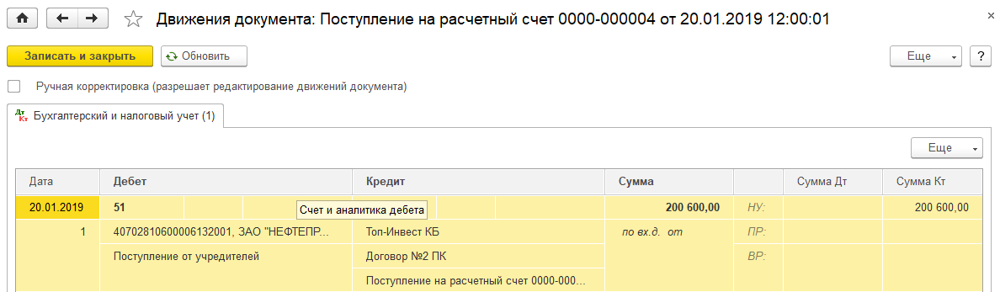 Движения документа: Поступление на расчетный счет 0000-000004 от 20.01.2019 12:00:01
Записать и закрыть Обновить Еще ?
Ручная корректировка (разрешает редактирование движений документа)
Дт Кт Бухгалтерский и налоговый учет (1)
Еще
Дата Дебет Кредит Сумма Сумма Дт Сумма Кт
20.01.2019 51 Счет и аналитика дебета 200 600,00 НУ: 200 600,00
1 40702810600006132001, ЗАО "НЕФТЕПР... Топ-Инвест КБ по вх.д. от ПР:
Поступление от учредителей Договор №2 ПК ВР:
Поступление на расчетный счет 0000-000...